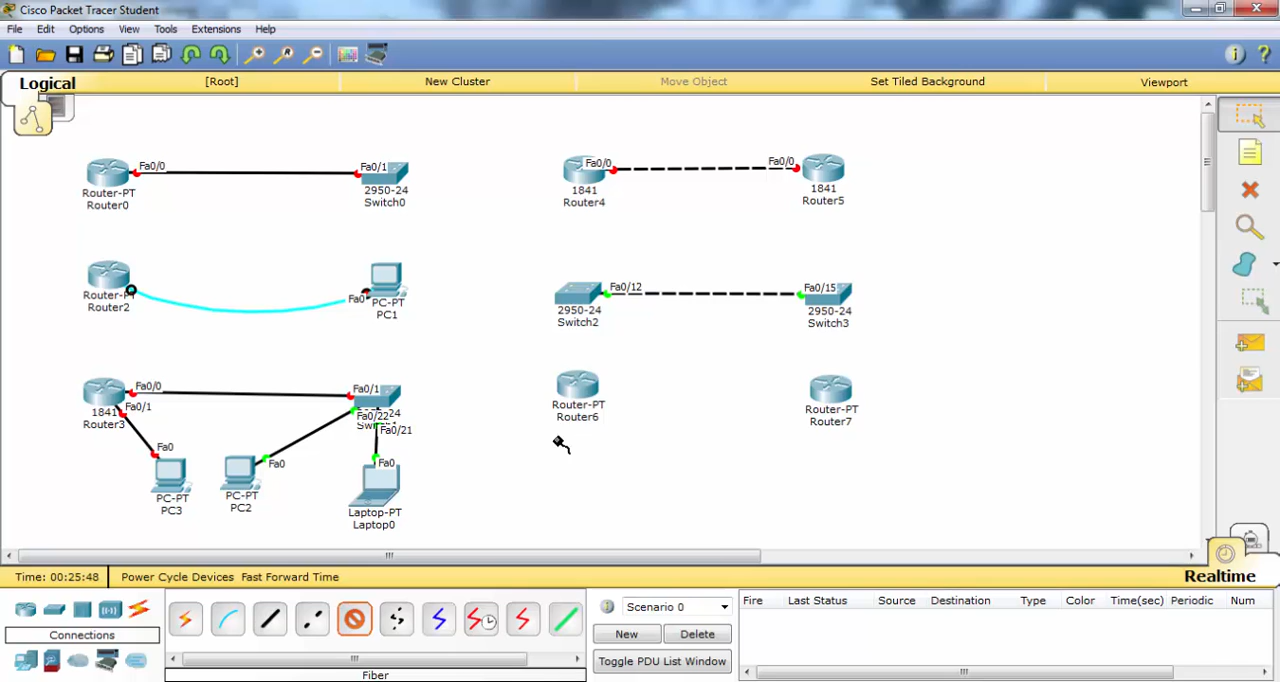 Cisco Packet Tracer Student
File Edit Options View Tools Extensions Help
Logical [Root] New Cluster Move Object Set Tiled Background Viewport
Fa0/0 Fa0/1
Router-PT
Router0
2950-24
Switch0
Fa0/0 Fa0/0
1841
Router4
1841
Router5
Router-PT
Router2
Fa0
PC-PT
PC1
Fa0/12 Fa0/15
2950-24
Switch2
2950-24
Switch3
Fa0/0 Fa0/1
1841
Router3
Fa0/1
Fa0/22
Fa0/21
Fa0
Fa0
Fa0
PC-PT
PC3
PC-PT
PC2
Laptop-PT
Laptop0
Router-PT
Router6
Router-PT
Router7
Time: 00:25:48 Power Cycle Devices Fast Forward Time
Realtime
Connections
Fiber
Scenario 0
New Delete
Toggle PDU List Window
Fire Last Status Source Destination Type Color Time(sec) Periodic Num